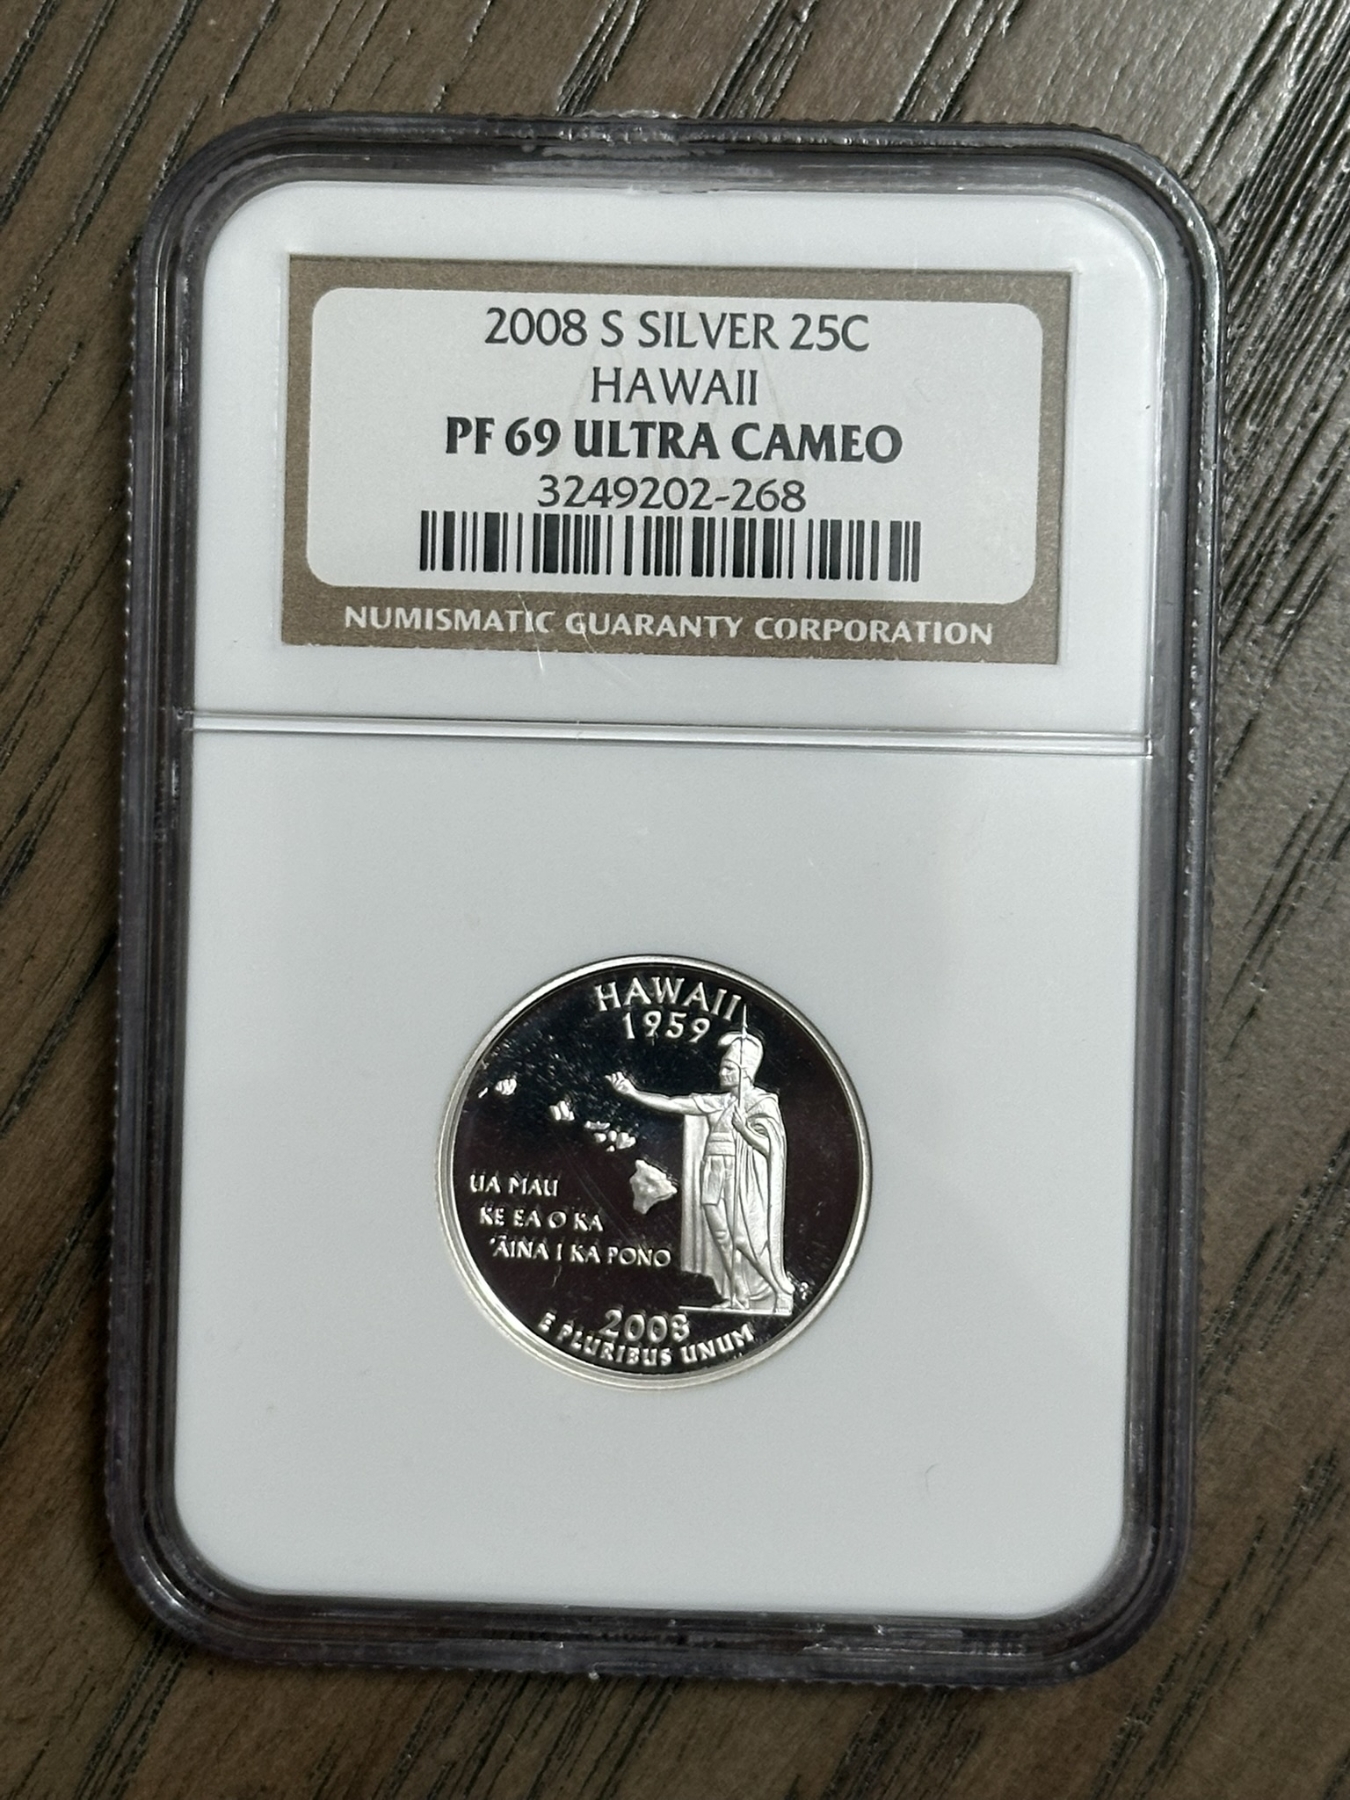 2008 S SILVER 25C
HAWAII
PF 69 ULTRA CAMEO
3249202-268
NUMISMATIC GUARANTY CORPORATION
HAWAII
1959
UA MAU
KE EA O KA
ʻĀINA I KA PONO
2008
E PLURIBUS UNUM